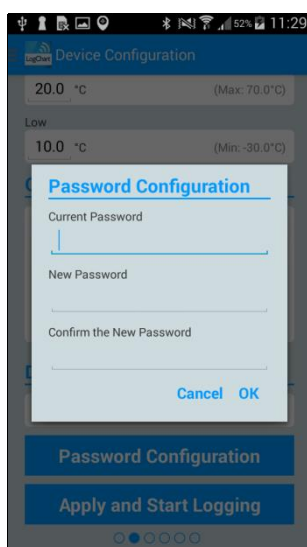 52% 11:29
LogChart Device Configuration
20.0 °C (Max: 70.0°C)
Low
10.0 °C (Min: -30.0°C)
Password Configuration
Current Password
New Password
Confirm the New Password
Cancel OK
Password Configuration
Apply and Start Logging